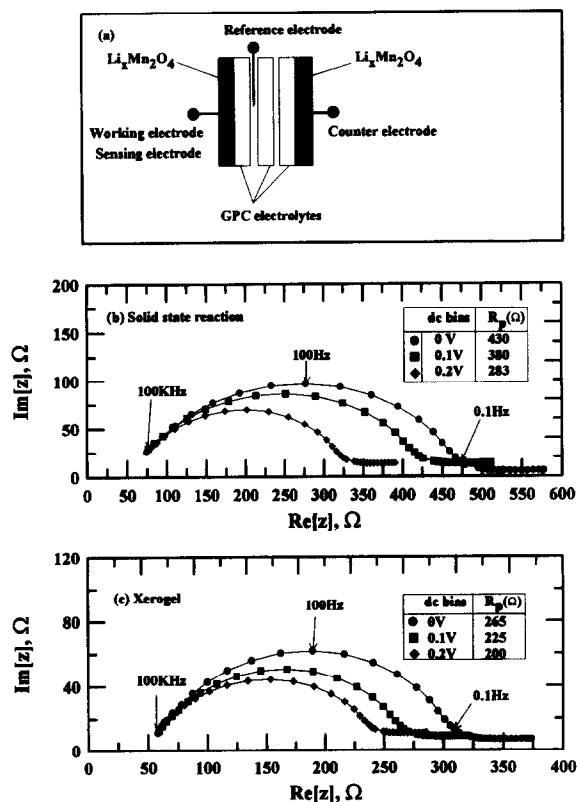 (a)
Reference electrode
LixMn2O4
LixMn2O4
Working electrode
Sensing electrode
Counter electrode
GPC electrolytes
200
150
100
50
0
Im[z], Ω
(b) Solid state reaction
100Hz
100KHz
0.1Hz
dc bias Rp(Ω)
0 V 430
0.1V 380
0.2V 283
0 50 100 150 200 250 300 350 400 450 500 550 600
Re[z], Ω
120
80
40
0
Im[z], Ω
(c) Xerogel
100Hz
100KHz
0.1Hz
dc bias Rp(Ω)
0V 265
0.1V 225
0.2V 200
0 50 100 150 200 250 300 350 400
Re[z], Ω